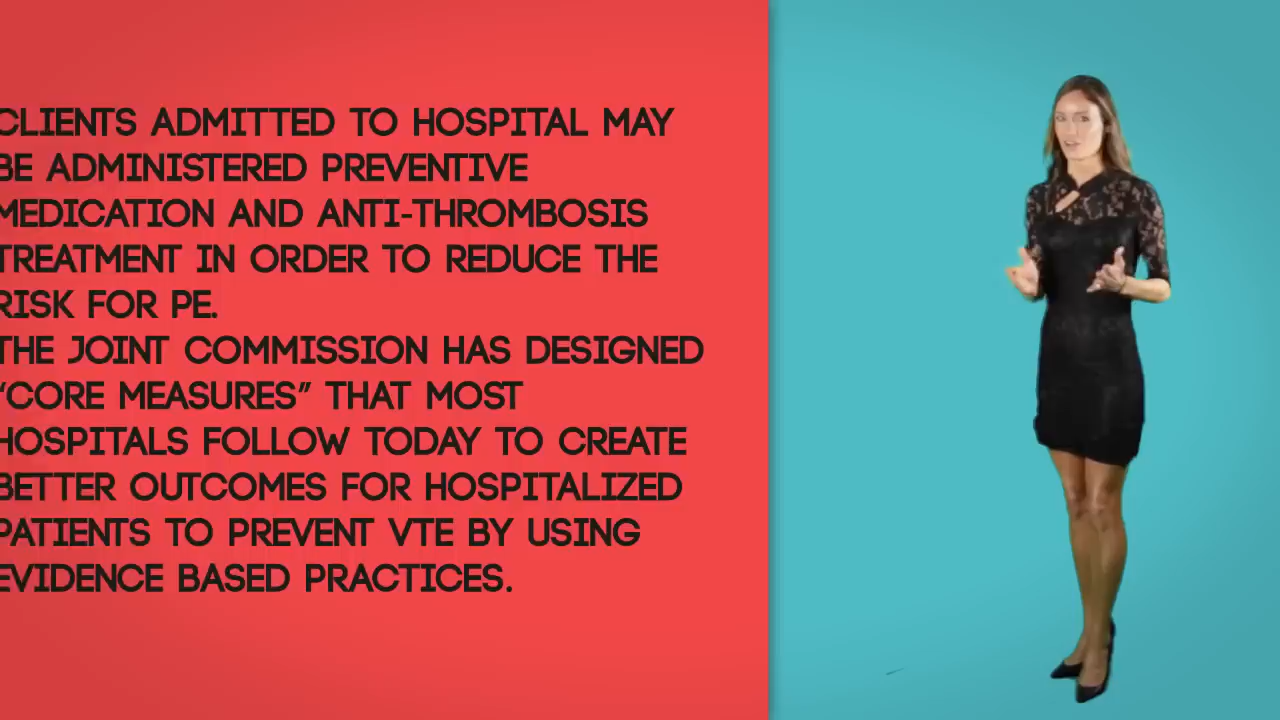 CLIENTS ADMITTED TO HOSPITAL MAY
BE ADMINISTERED PREVENTIVE
MEDICATION AND ANTI-THROMBOSIS
TREATMENT IN ORDER TO REDUCE THE
RISK FOR PE.
THE JOINT COMMISSION HAS DESIGNED
"CORE MEASURES" THAT MOST
HOSPITALS FOLLOW TODAY TO CREATE
BETTER OUTCOMES FOR HOSPITALIZED
PATIENTS TO PREVENT VTE BY USING
EVIDENCE BASED PRACTICES.